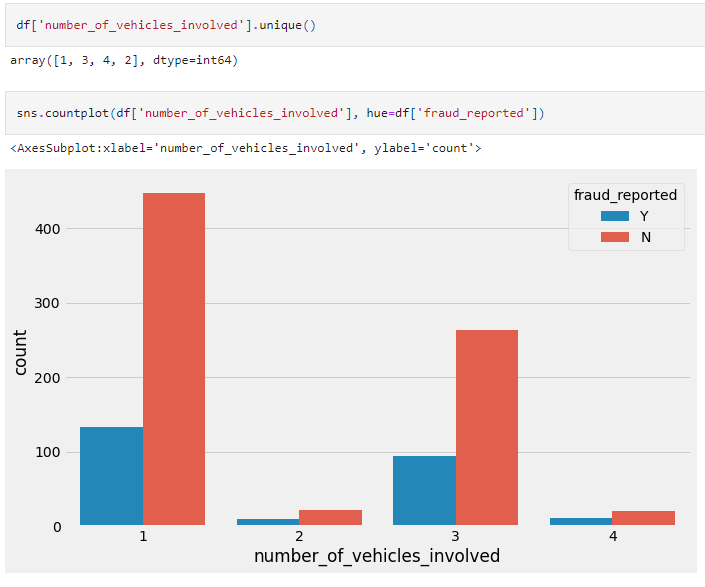 df['number_of_vehicles_involved'].unique()
array([1, 3, 4, 2], dtype=int64)
sns.countplot(df['number_of_vehicles_involved'], hue=df['fraud_reported'])
<AxesSubplot:xlabel='number_of_vehicles_involved', ylabel='count'>
fraud_reported
Y
N
400
300
200
100
0
count
1 2 3 4
number_of_vehicles_involved